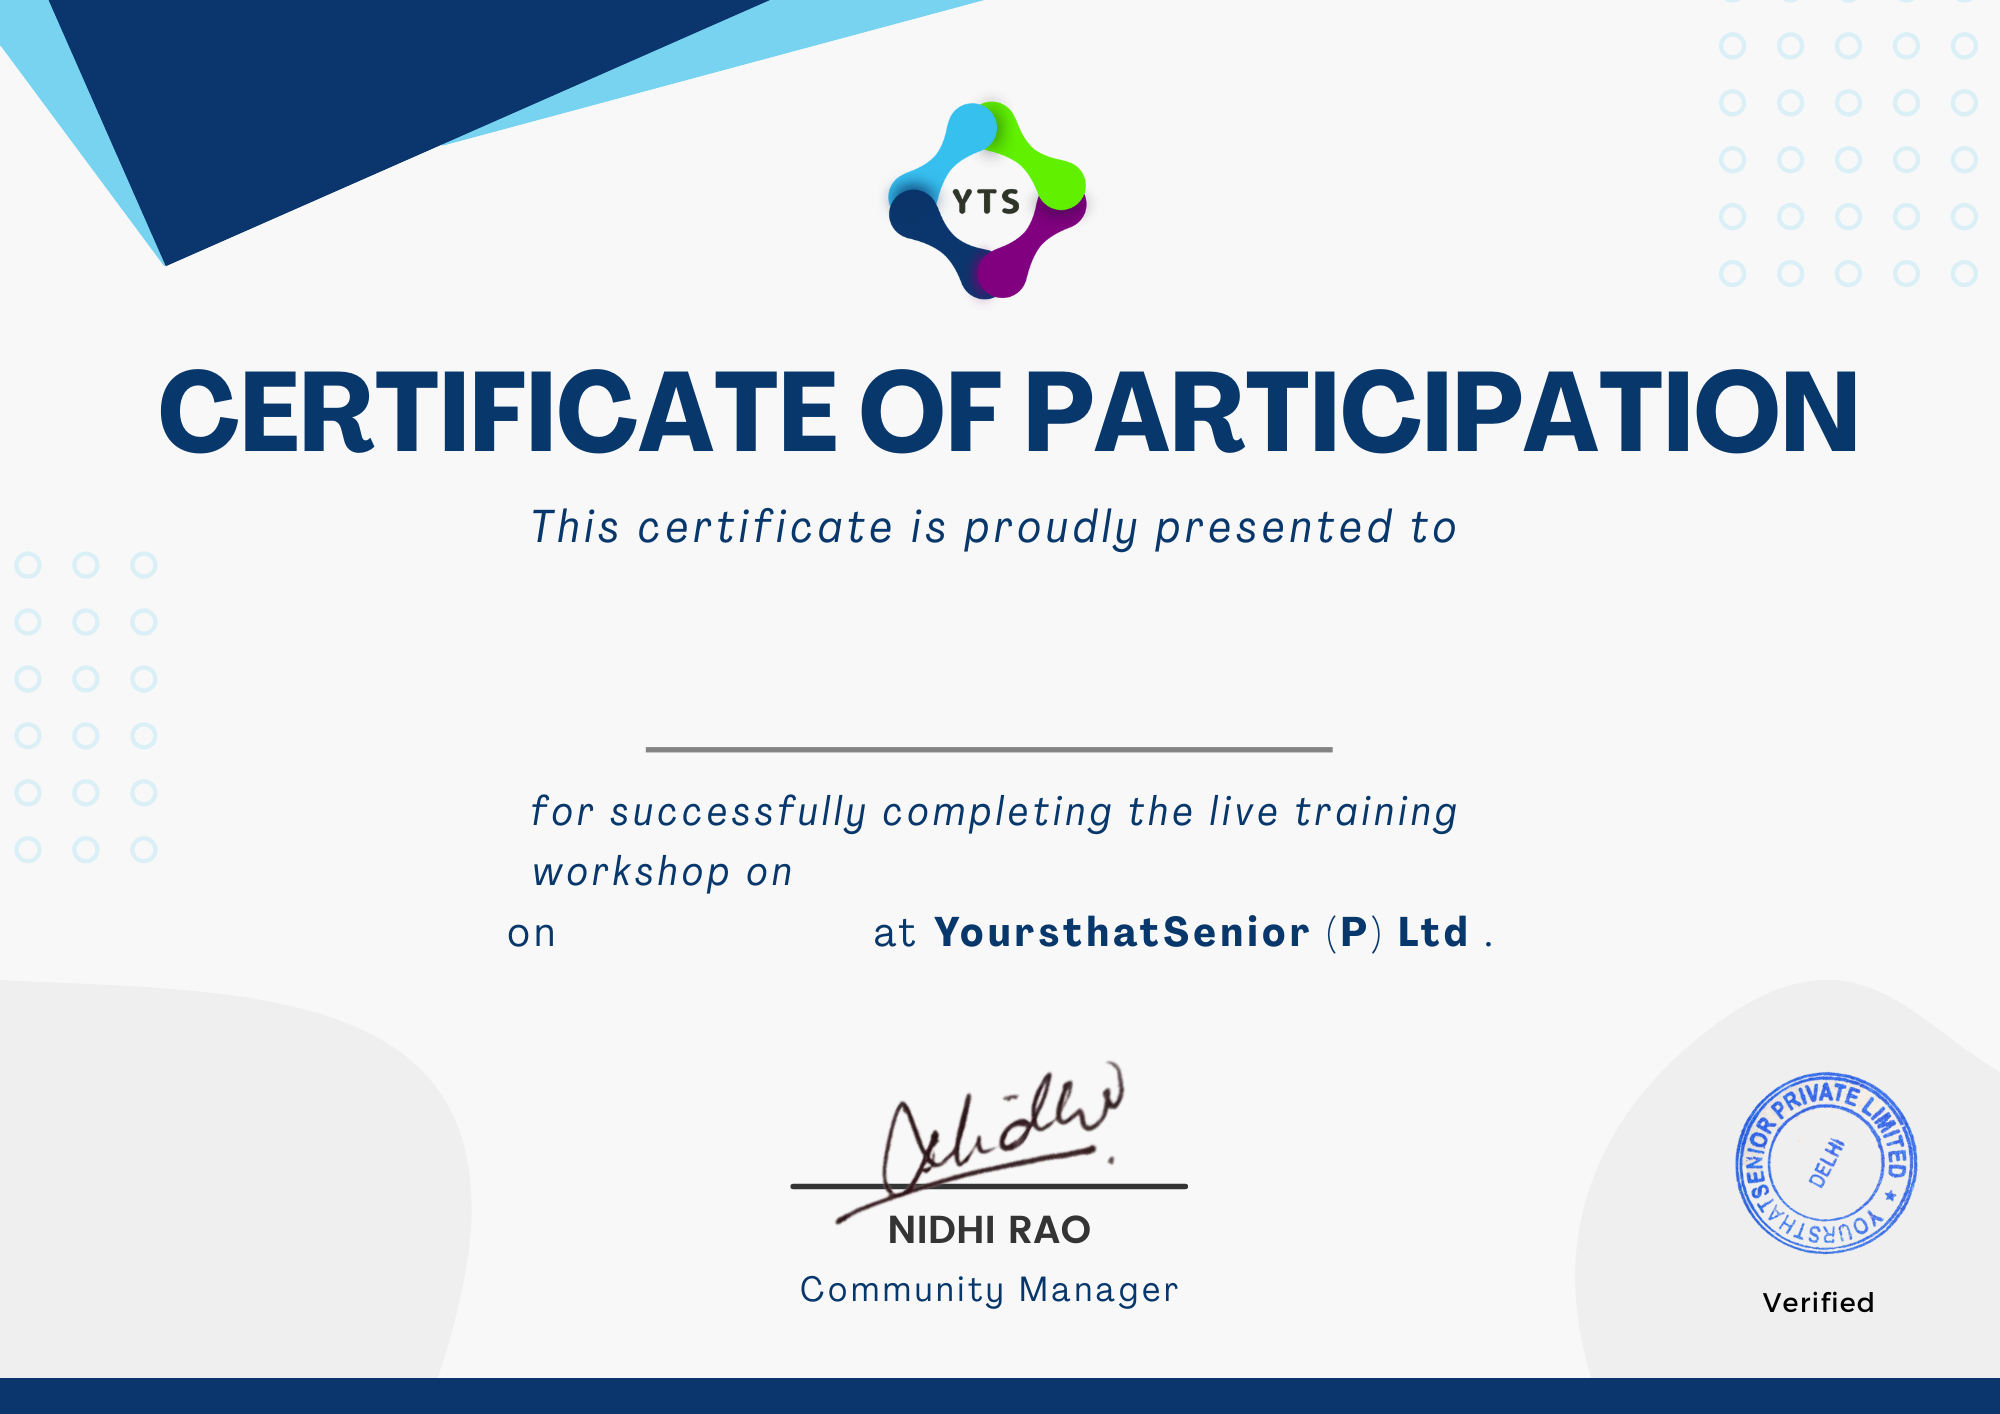 YTS
CERTIFICATE OF PARTICIPATION
This certificate is proudly presented to
for successfully completing the live training
workshop on
on at YoursthatSenior (P) Ltd .
Nidhi
NIDHI RAO
Community Manager
YOURSTHATSENIOR PRIVATE LIMITED ★
DELHI
Verified